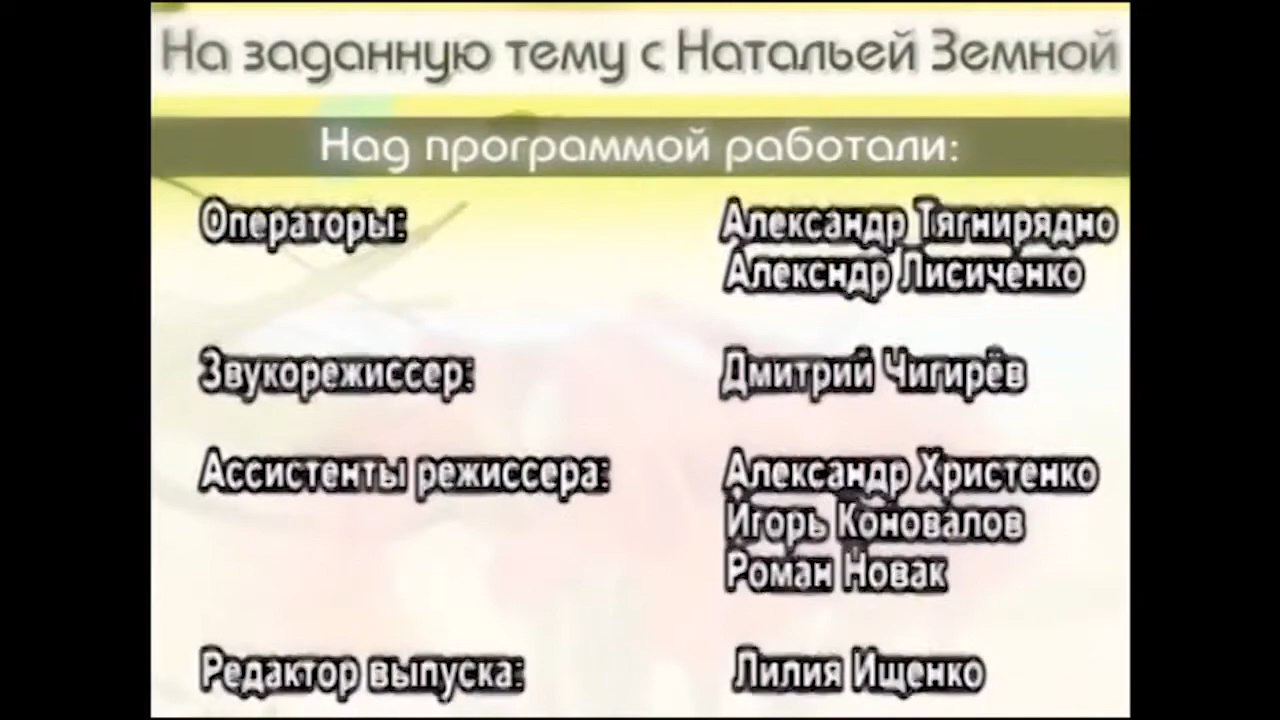 На заданную тему с Натальей Земной
Над программой работали:
Операторы: Александр Тягнирядно
Алексндр Лисиченко
Звукорежиссер: Дмитрий Чигирёв
Ассистенты режиссера: Александр Христенко
Игорь Коновалов
Роман Новак
Редактор выпуска: Лилия Ищенко